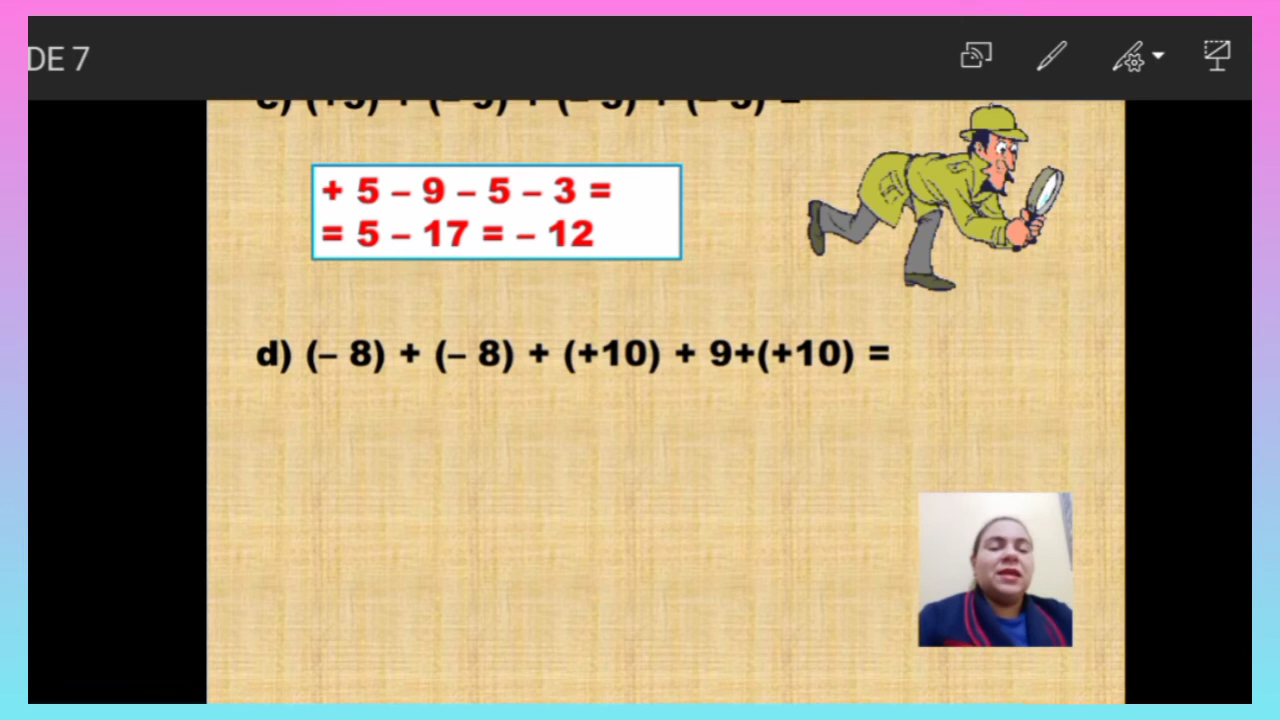 DE 7
+ 5 – 9 – 5 – 3 =
= 5 – 17 = – 12
d) (– 8) + (– 8) + (+10) + 9+(+10) =